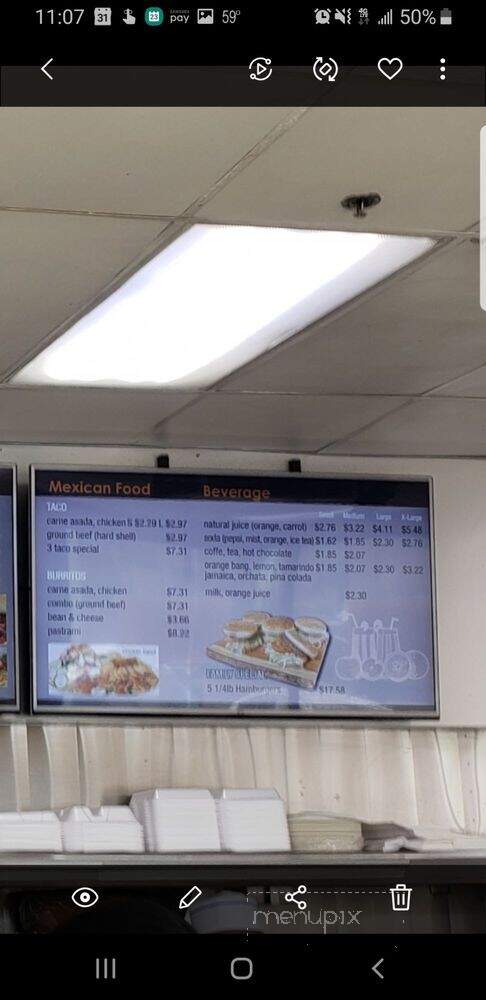 11:07 31 23 SAMSUNG pay 59° 50%
Mexican Food
TACO
carne asada, chicken S $2.29 L $2.97
ground beef (hard shell) $2.97
3 taco special $7.31
BURRITOS
carne asada, chicken $7.31
combo (ground beef) $7.31
bean & cheese $3.66
pastrami $8.22
Beverage
Small Medium Large X-Large
natural juice (orange, carrot) $2.76 $3.22 $4.11 $5.48
soda (pepsi, mist, orange, ice tea) $1.62 $1.85 $2.30 $2.76
coffe, tea, hot chocolate $1.85 $2.07
orange bang, lemon, tamarindo $1.85 $2.07 $2.30 $3.22
jamaica, orchata, pina colada
milk, orange juice $2.30
FAMILY SPECIAL
5 1/4lb Hamburgers $17.58
menupix